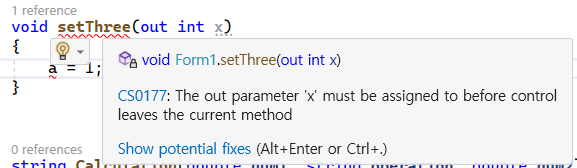 1 reference
void setThree(out int x)
{
void Form1.setThree(out int x)
a = 1;
CS0177: The out parameter 'x' must be assigned to before control
leaves the current method
}
Show potential fixes (Alt+Enter or Ctrl+.)
0 references